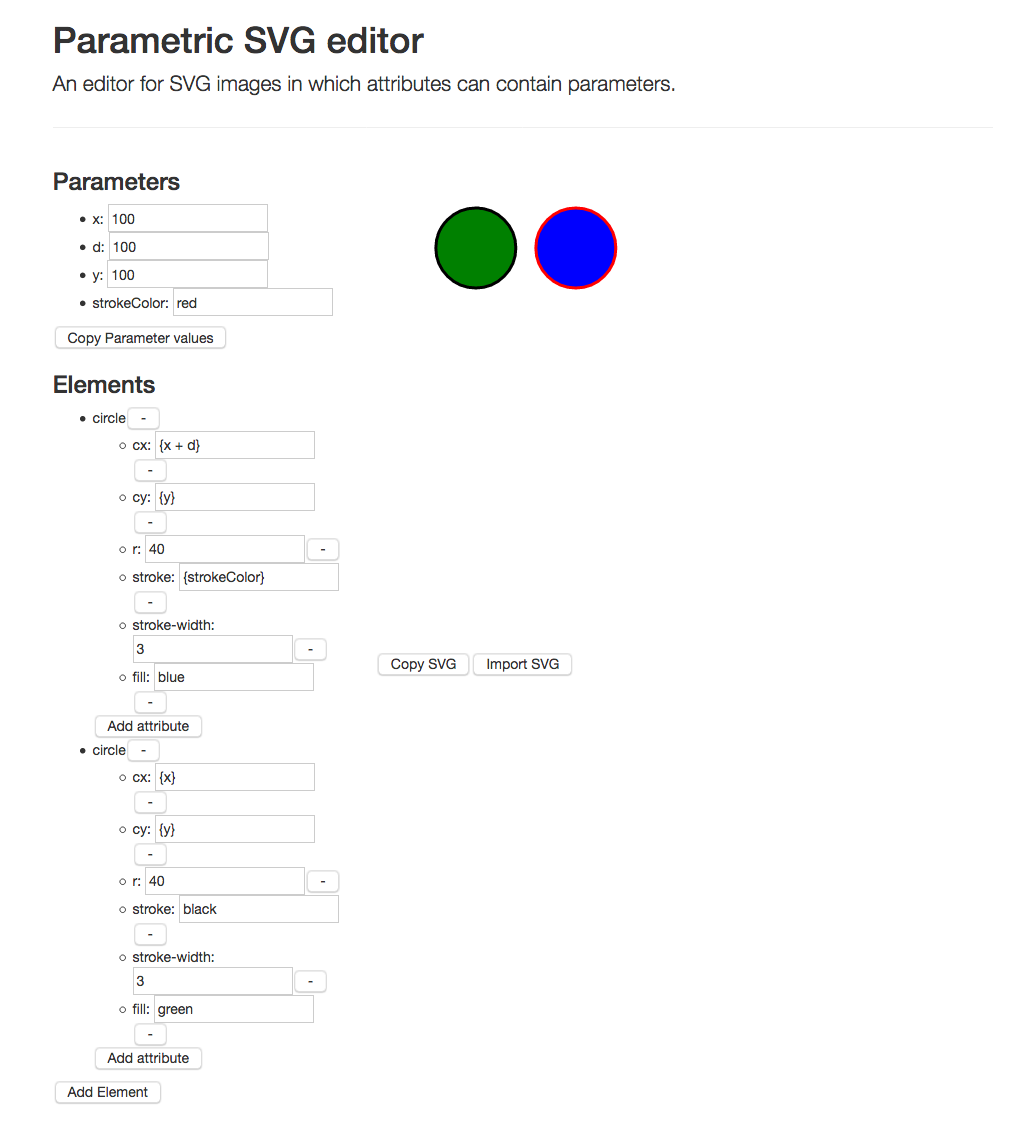 Parametric SVG editor
An editor for SVG images in which attributes can contain parameters.
Parameters
x: 100
d: 100
y: 100
strokeColor: red
Copy Parameter values
Elements
circle -
cx: {x + d}
-
cy: {y}
-
r: 40 -
stroke: {strokeColor}
-
stroke-width:
3 -
Copy SVG Import SVG
fill: blue
-
Add attribute
circle -
cx: {x}
-
cy: {y}
-
r: 40 -
stroke: black
-
stroke-width:
3 -
fill: green
-
Add attribute
Add Element